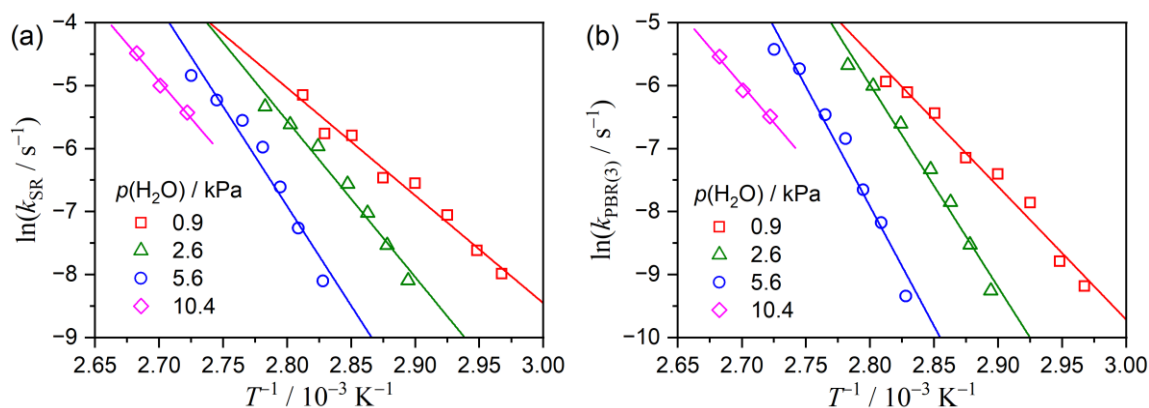 (a)
−4
−5
−6
−7
−8
−9
ln(k_SR / s⁻¹)
p(H₂O) / kPa
0.9
2.6
5.6
10.4
2.65 2.70 2.75 2.80 2.85 2.90 2.95 3.00
T⁻¹ / 10⁻³ K⁻¹
(b)
−5
−6
−7
−8
−9
−10
ln(k_PBR(3) / s⁻¹)
p(H₂O) / kPa
0.9
2.6
5.6
10.4
2.65 2.70 2.75 2.80 2.85 2.90 2.95 3.00
T⁻¹ / 10⁻³ K⁻¹